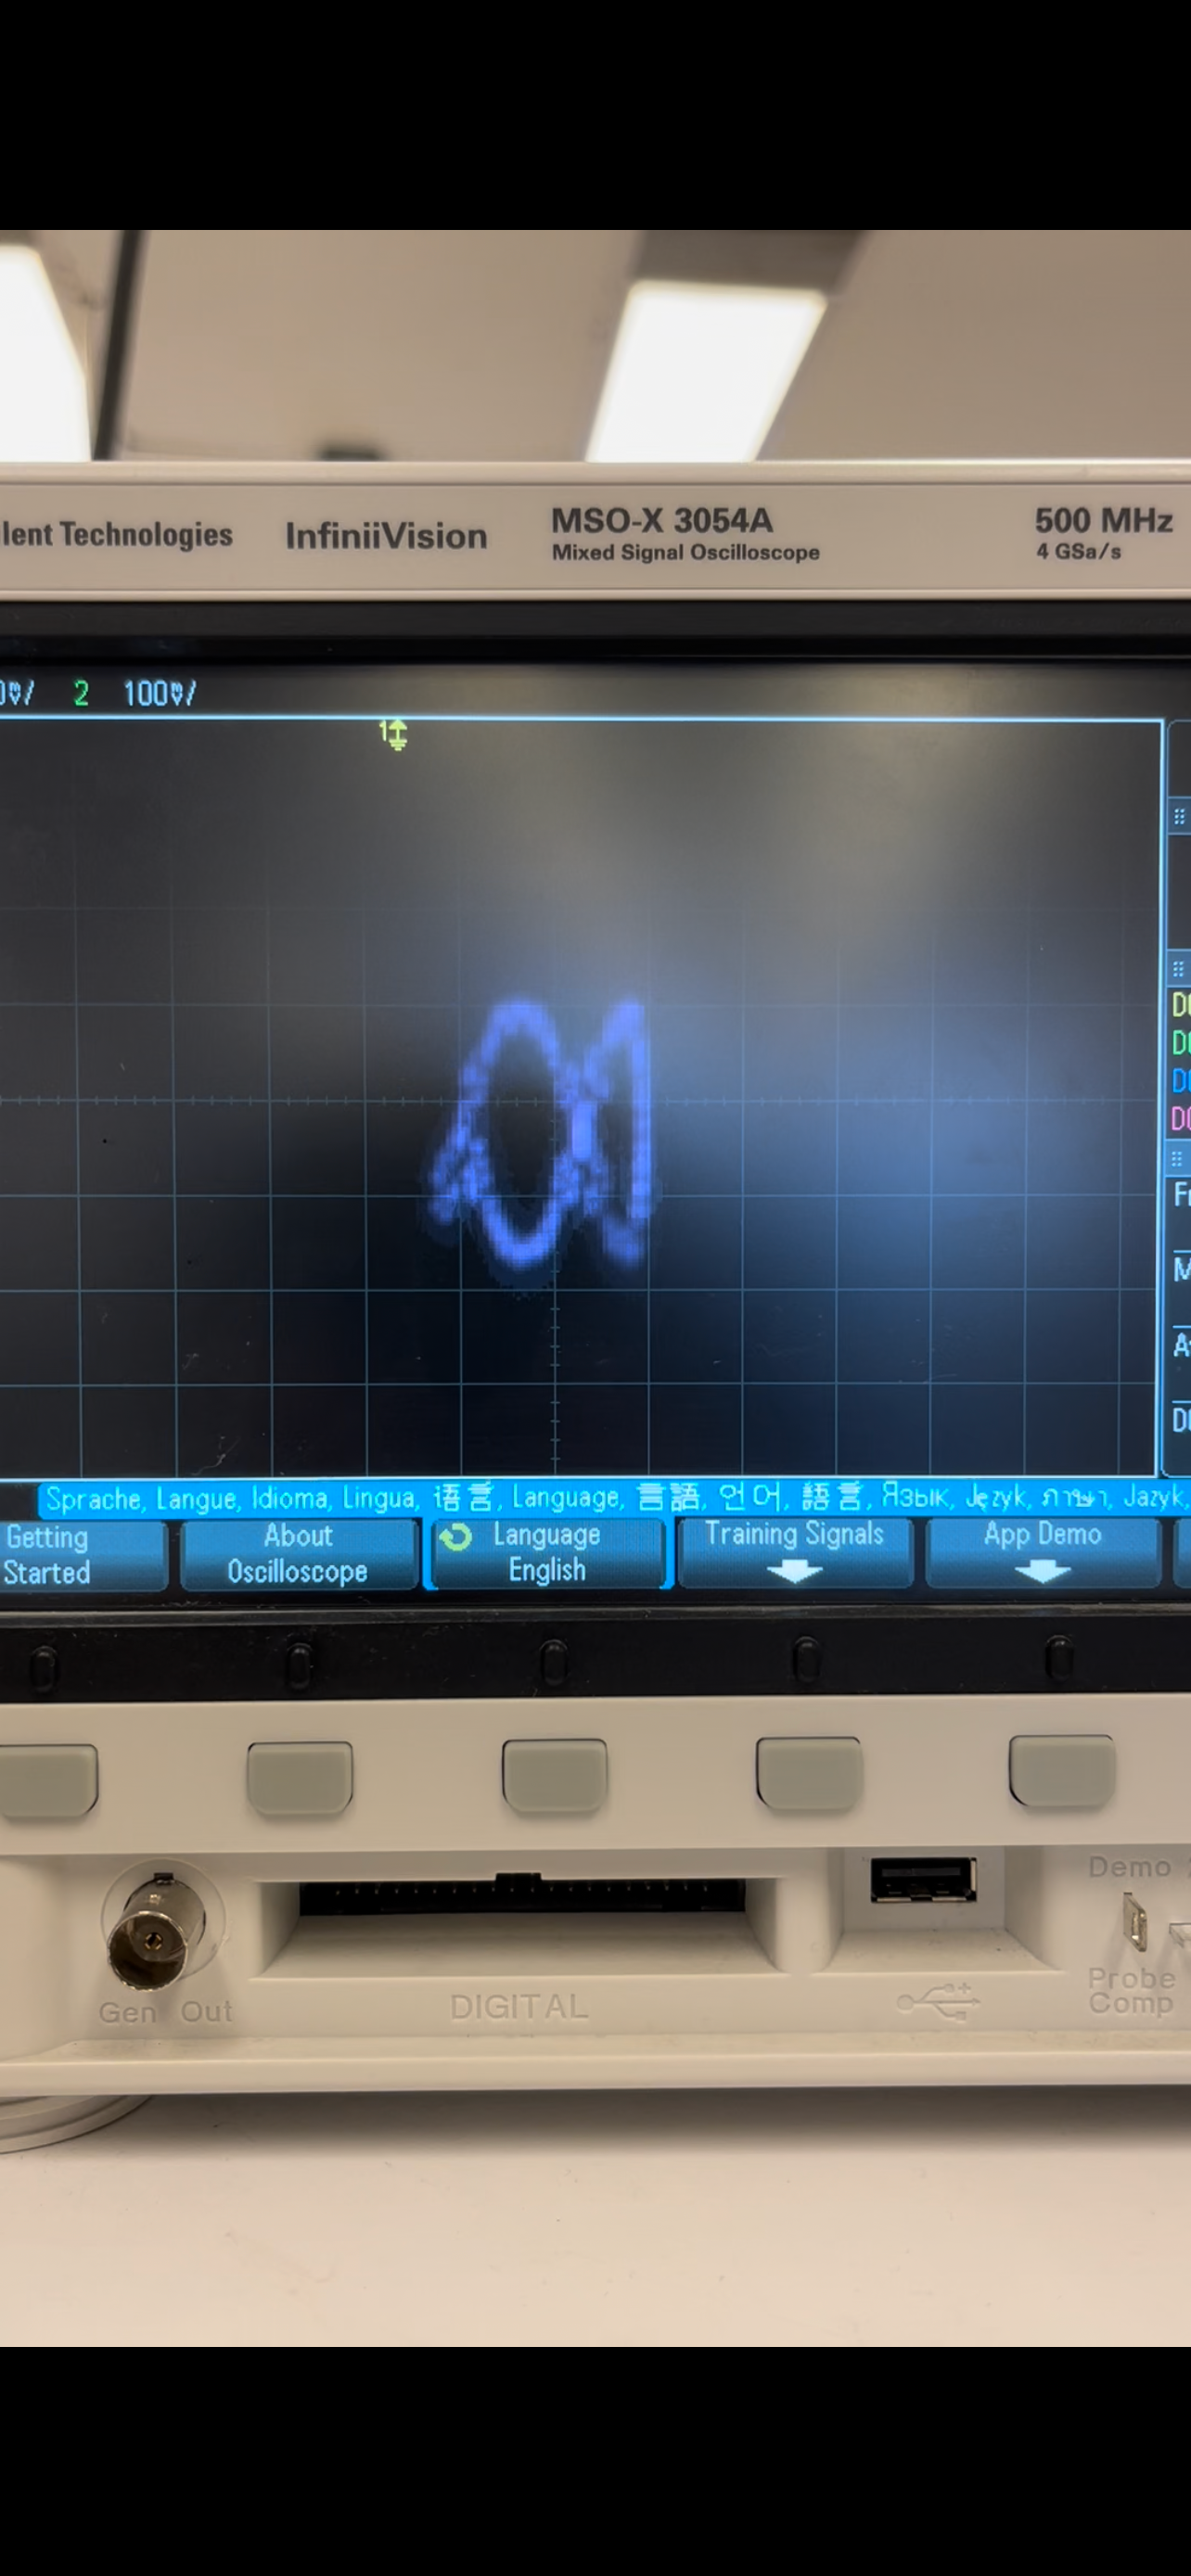 lent Technologies InfiniiVision MSO-X 3054A 500 MHz
Mixed Signal Oscilloscope 4 GSa/s
0V/ 2 100V/
1
D
D
D
D
F
M
A
D
Sprache, Langue, Idioma, Lingua, 语言, Language, 言語, 언어, 語言, Язык, Język, ภาษา, Jazyk,
Getting Started
About Oscilloscope
Language English
Training Signals
App Demo
Gen Out
DIGITAL
Demo
Probe
Comp